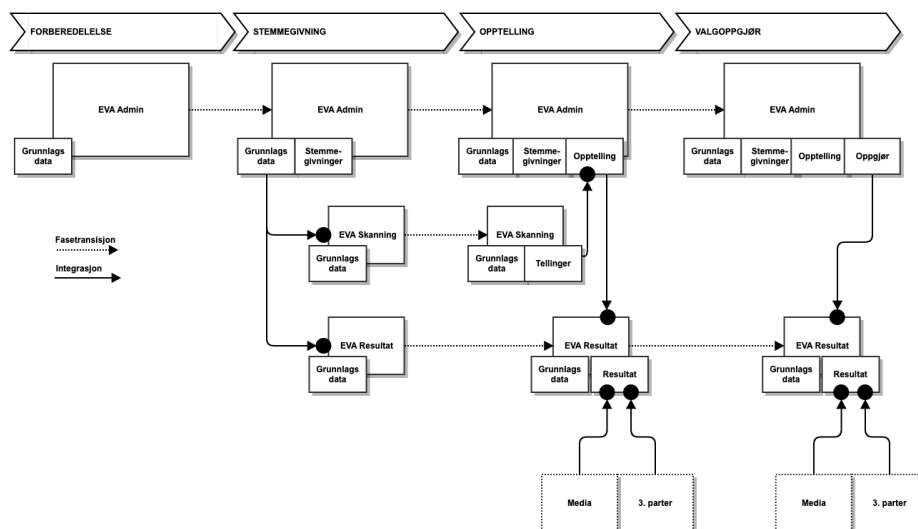 FORBEREDELELSE
STEMMEGIVNING
OPPTELLING
VALGOPPGJØR
EVA Admin
Grunnlags
data
EVA Admin
Grunnlags
data
Stemme-
givninger
EVA Admin
Grunnlags
data
Stemme-
givninger
Opptelling
EVA Admin
Grunnlags
data
Stemme-
givninger
Opptelling
Oppgjør
Fasetransisjon
Integrasjon
EVA Skanning
Grunnlags
data
EVA Skanning
Grunnlags
data
Tellinger
EVA Resultat
Grunnlags
data
EVA Resultat
Grunnlags
data
Resultat
EVA Resultat
Grunnlags
data
Resultat
Media
3. parter
Media
3. parter